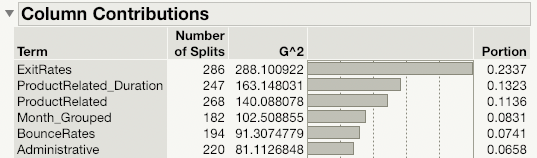 Column Contributions
Number
Term of Splits G^2 Portion
ExitRates 286 288.100922 0.2337
ProductRelated_Duration 247 163.148031 0.1323
ProductRelated 268 140.088078 0.1136
Month_Grouped 182 102.508855 0.0831
BounceRates 194 91.3074779 0.0741
Administrative 220 81.1126848 0.0658